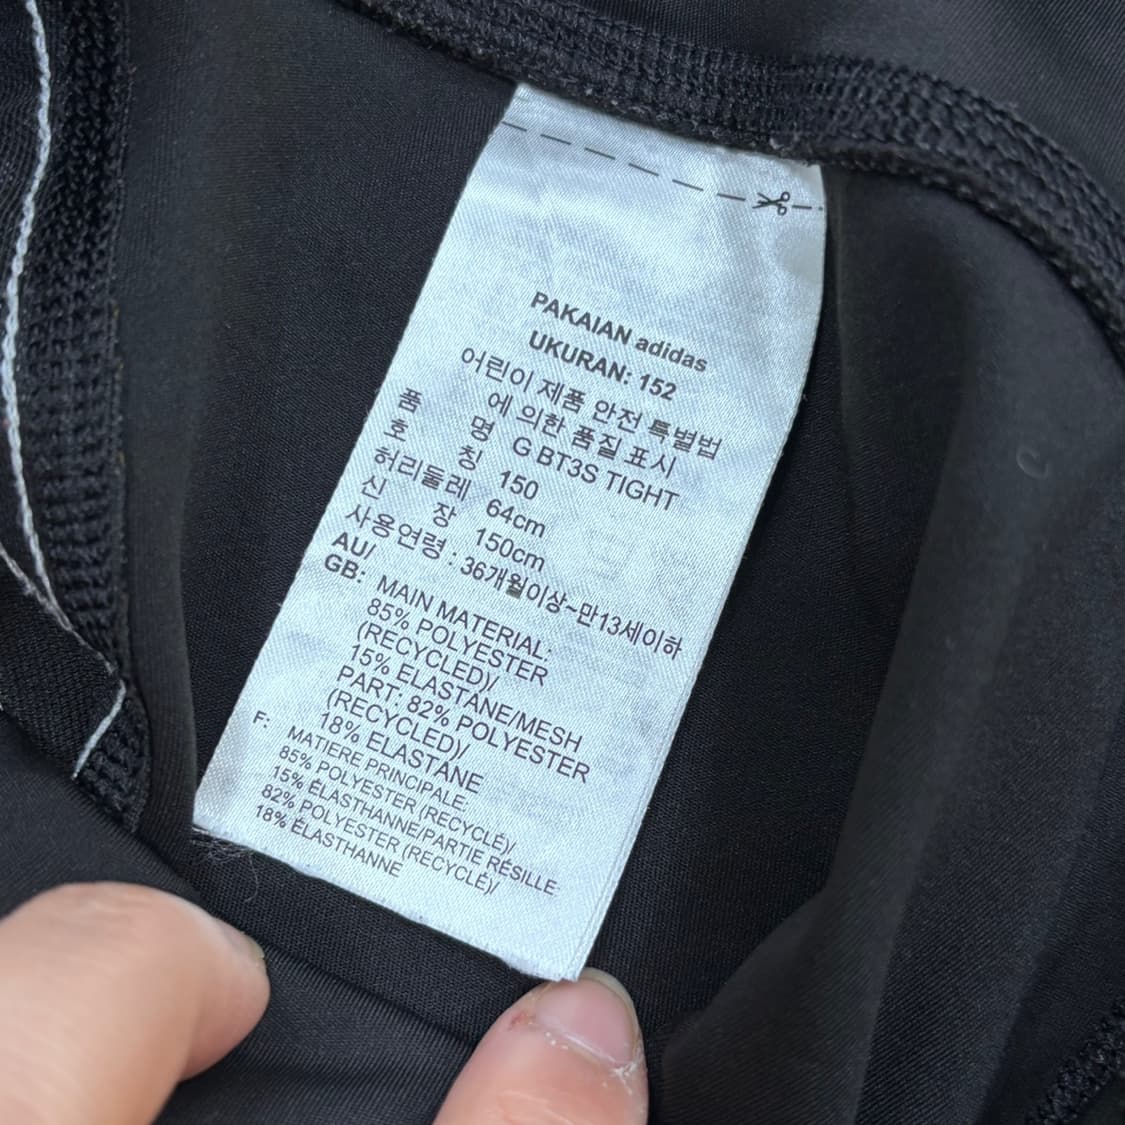 PAKAIAN adidas
UKURAN: 152
어린이 제품 안전 특별법
에 의한 품질 표시
품 명 G BT3S TIGHT
호 칭 150
허리둘레 64cm
신 장 150cm
사용연령 : 36개월이상~만13세이하
AU/
GB: MAIN MATERIAL:
85% POLYESTER
(RECYCLED)/
15% ELASTANE/MESH
PART: 82% POLYESTER
(RECYCLED)/
18% ELASTANE
F: MATIERE PRINCIPALE:
85% POLYESTER (RECYCLÉ)/
15% ÉLASTHANNE/PARTIE RÉSILLE:
82% POLYESTER (RECYCLÉ)/
18% ÉLASTHANNE